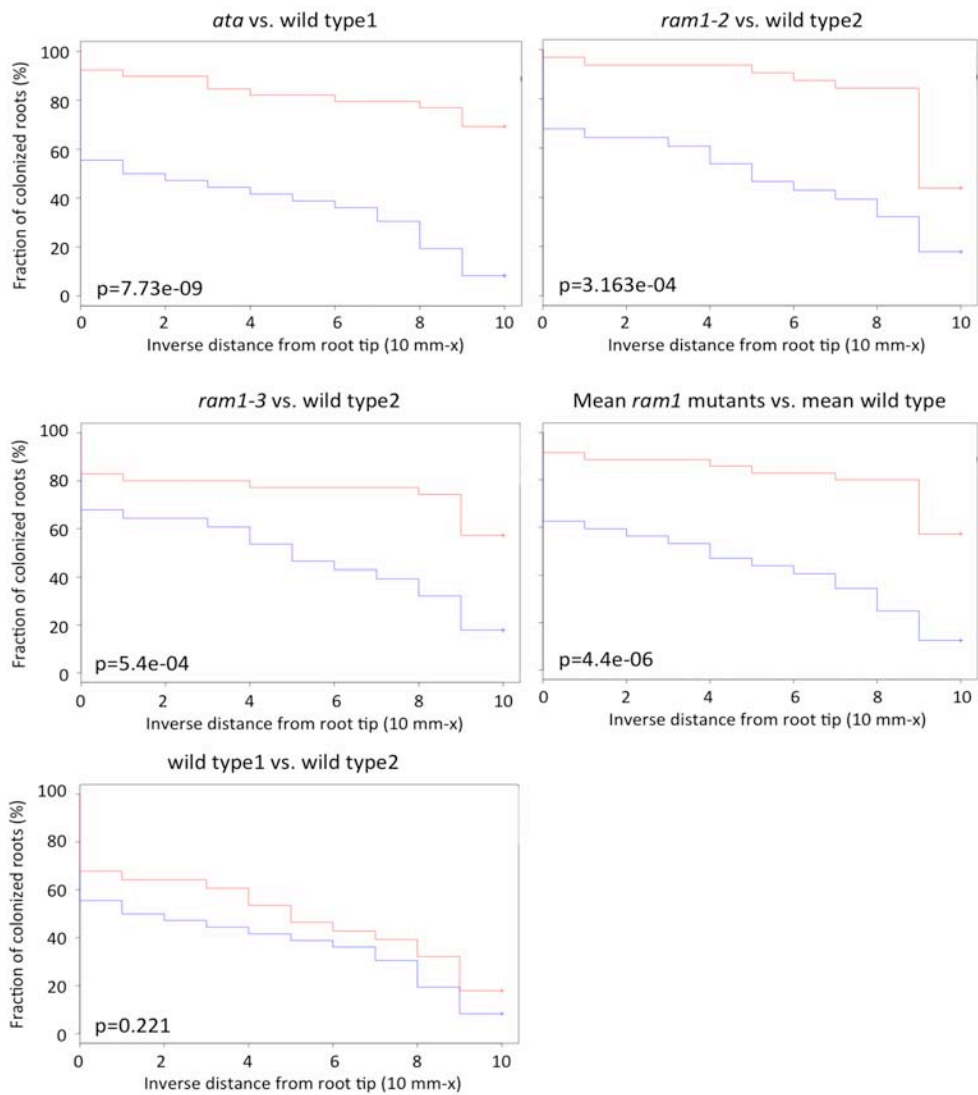 ata vs. wild type1
ram1-2 vs. wild type2
Fraction of colonized roots (%)
100
80
60
40
20
0
p=7.73e-09
0 2 4 6 8 10
Inverse distance from root tip (10 mm-x)
p=3.163e-04
0 2 4 6 8 10
Inverse distance from root tip (10 mm-x)
ram1-3 vs. wild type2
Mean ram1 mutants vs. mean wild type
Fraction of colonized roots (%)
100
80
60
40
20
0
p=5.4e-04
0 2 4 6 8 10
Inverse distance from root tip (10 mm-x)
p=4.4e-06
0 2 4 6 8 10
Inverse distance from root tip (10 mm-x)
wild type1 vs. wild type2
Fraction of colonized roots (%)
100
80
60
40
20
0
p=0.221
0 2 4 6 8 10
Inverse distance from root tip (10 mm-x)